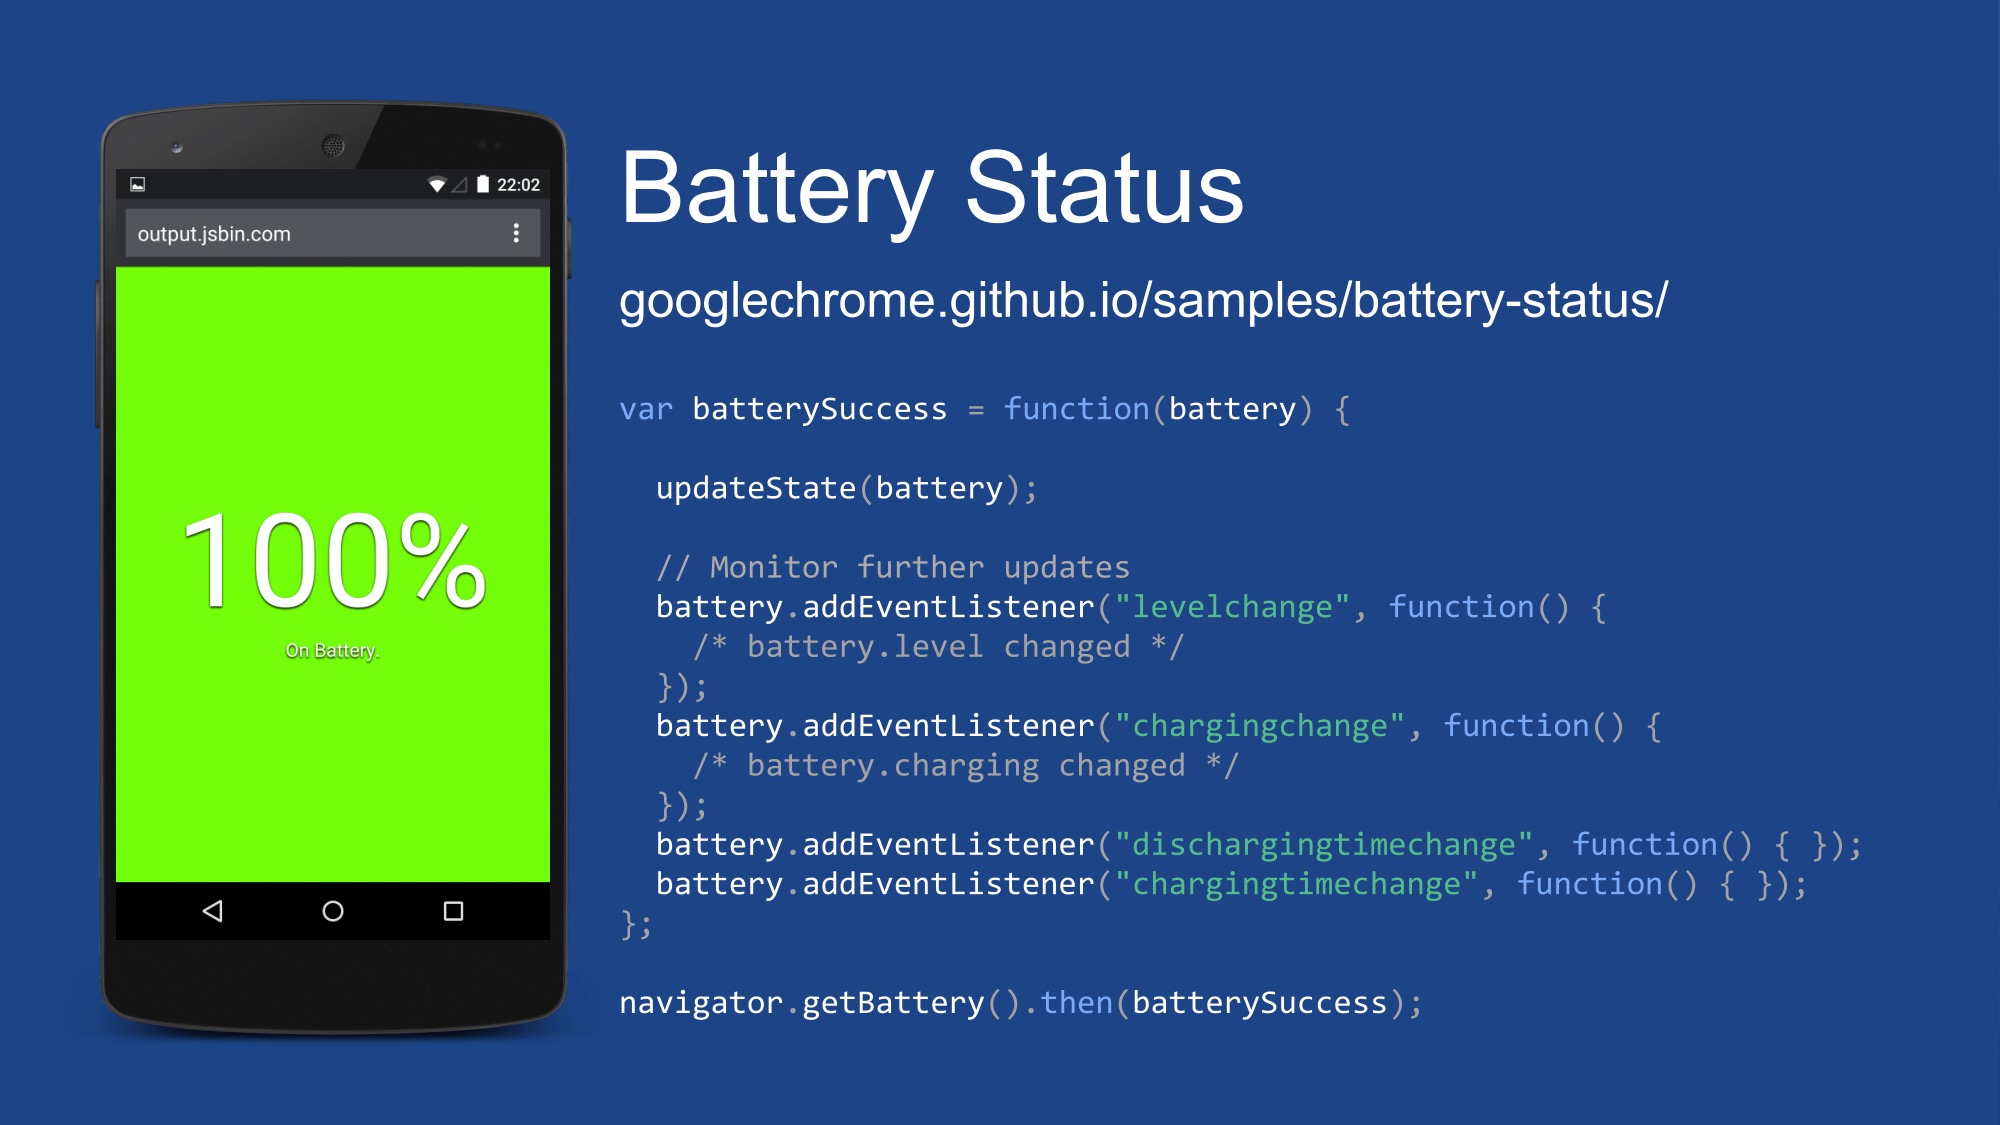 22:02
output.jsbin.com
100%
On Battery.
Battery Status
googlechrome.github.io/samples/battery-status/
var batterySuccess = function(battery) {
  updateState(battery);
  // Monitor further updates
  battery.addEventListener("levelchange", function() {
    /* battery.level changed */
  });
  battery.addEventListener("chargingchange", function() {
    /* battery.charging changed */
  });
  battery.addEventListener("dischargingtimechange", function() { });
  battery.addEventListener("chargingtimechange", function() { });
};
navigator.getBattery().then(batterySuccess);